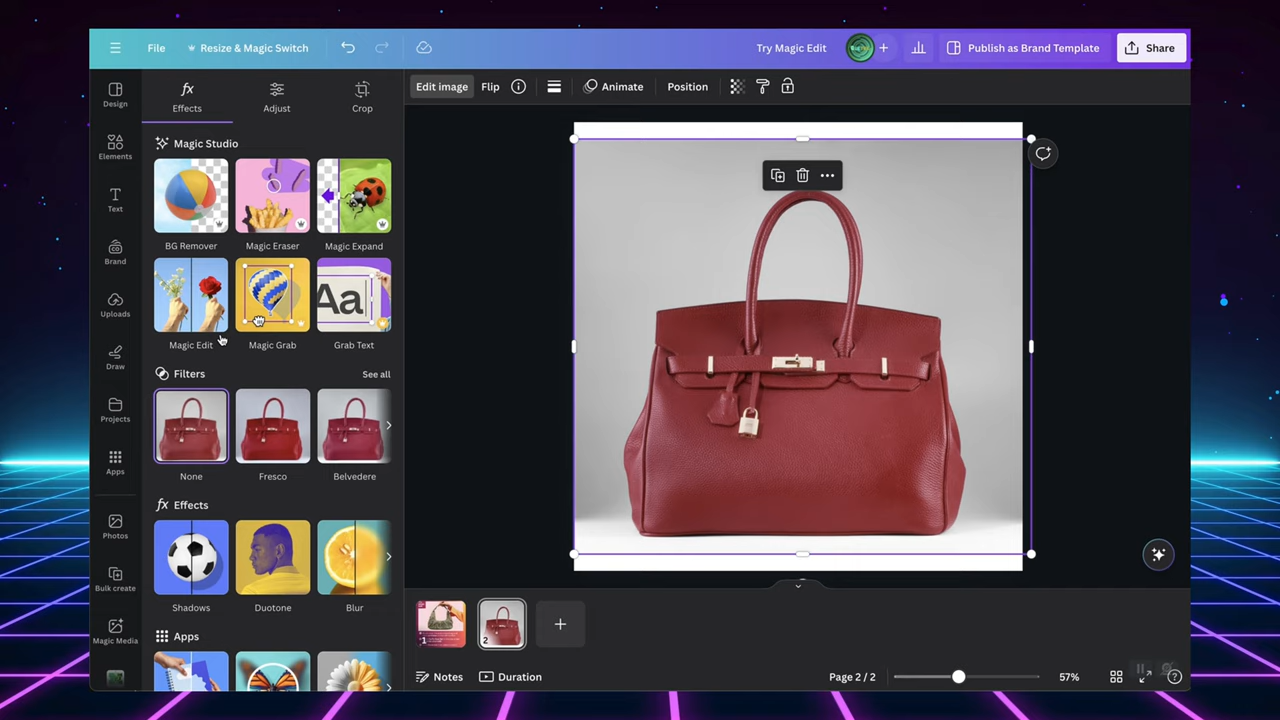 File
Resize & Magic Switch
Try Magic Edit
Publish as Brand Template
Share
Design
Elements
Text
Brand
Uploads
Draw
Projects
Apps
Photos
Bulk create
Magic Media
Effects
Adjust
Crop
Magic Studio
BG Remover
Magic Eraser
Magic Expand
Aa
Magic Edit
Magic Grab
Grab Text
Filters
See all
None
Fresco
Belvedere
Effects
Shadows
Duotone
Blur
Apps
Edit image
Flip
Animate
Position
1
2
Notes
Duration
Page 2 / 2
57%